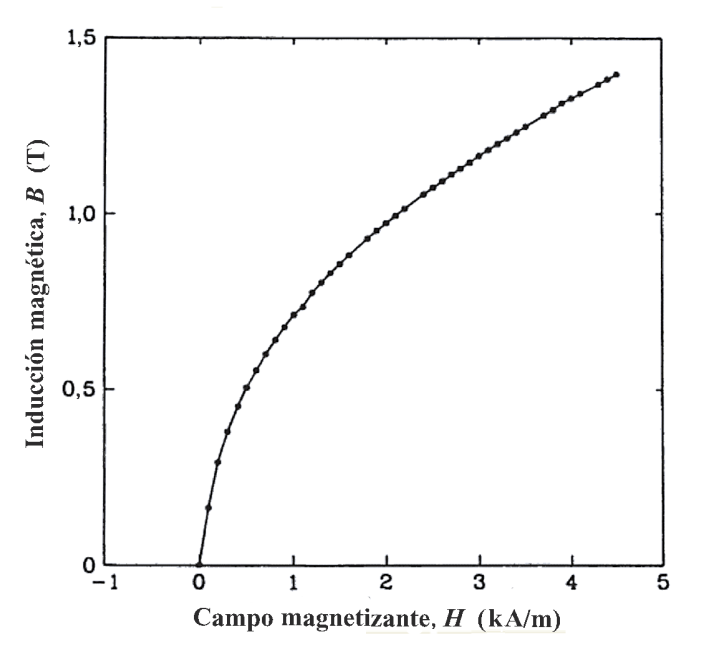 1,5
1,0
0,5
0
Inducción magnética, B (T)
−1 0 1 2 3 4 5
Campo magnetizante, H (kA/m)